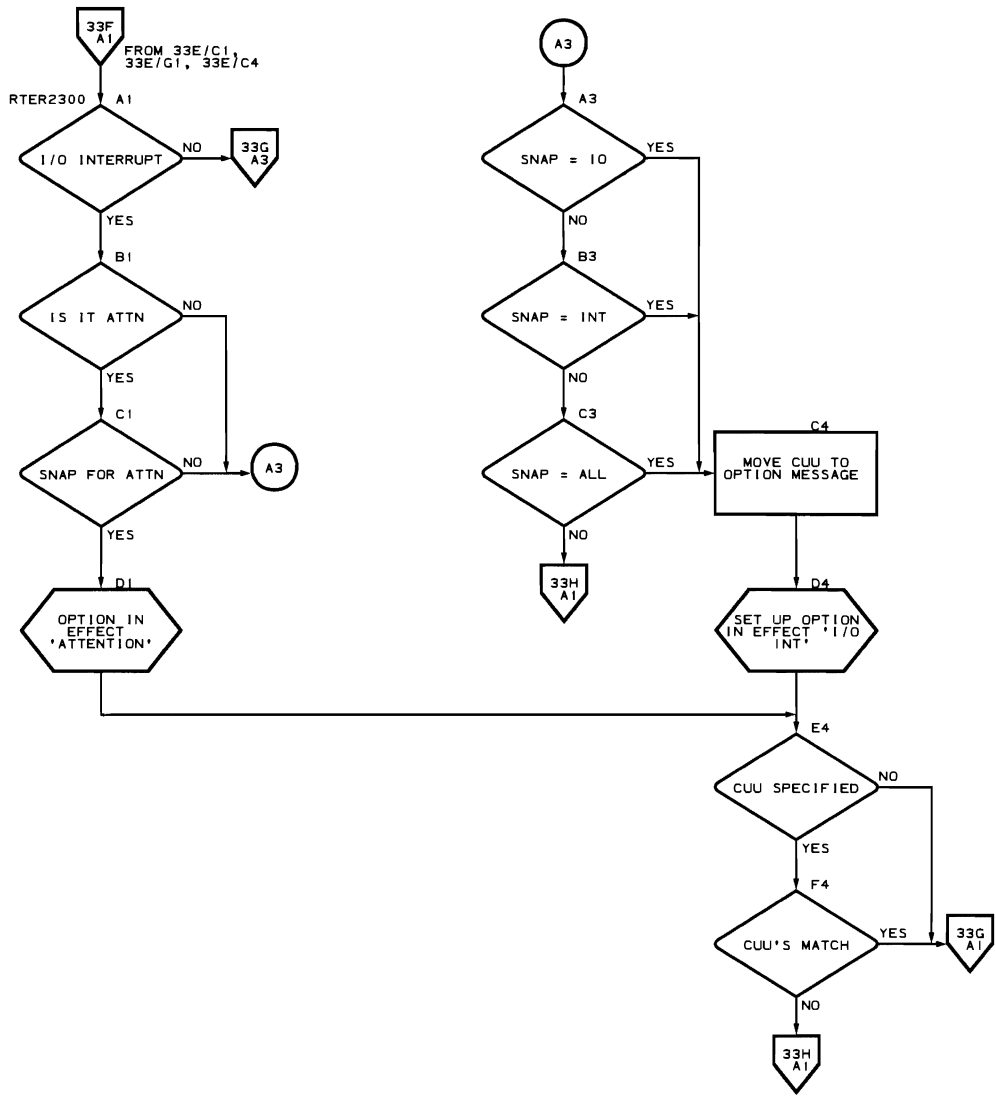 33F
A1
FROM 33E/C1,
33E/G1, 33E/C4
RTER2300
A1
I/O INTERRUPT
NO
33G
A3
YES
B1
IS IT ATTN
NO
YES
C1
SNAP FOR ATTN
NO
A3
YES
D1
OPTION IN
EFFECT
'ATTENTION'
A3
A3
SNAP = IO
YES
NO
B3
SNAP = INT
YES
NO
C3
SNAP = ALL
YES
NO
33H
A1
C4
MOVE CUU TO
OPTION MESSAGE
D4
SET UP OPTION
IN EFFECT 'I/O
INT'
E4
CUU SPECIFIED
NO
YES
F4
CUU'S MATCH
YES
33G
A1
NO
33H
A1